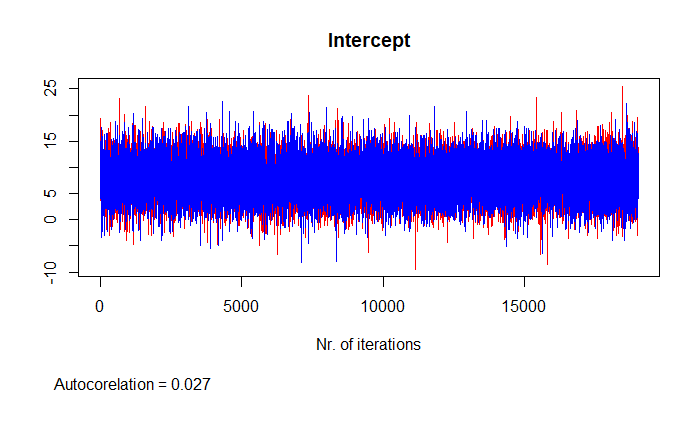 Intercept
25
15
5
0
-10
0 5000 10000 15000
Nr. of iterations
Autocorelation = 0.027